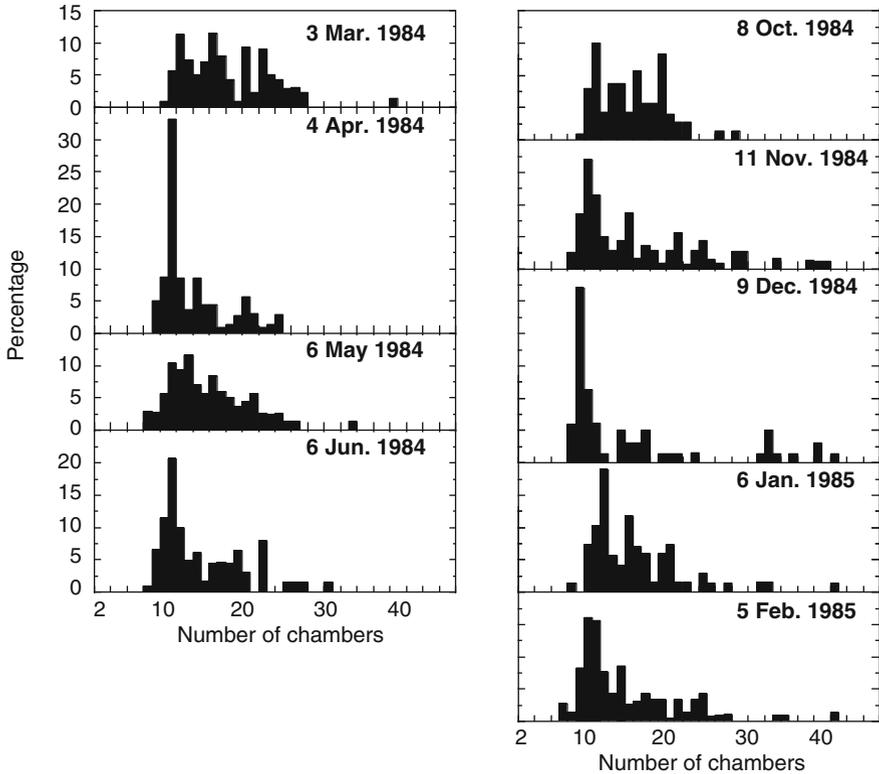 Percentage
15
10
5
0
3 Mar. 1984
30
25
20
15
10
5
0
4 Apr. 1984
10
5
0
6 May 1984
20
15
10
5
0
6 Jun. 1984
2 10 20 30 40
Number of chambers
8 Oct. 1984
11 Nov. 1984
9 Dec. 1984
6 Jan. 1985
5 Feb. 1985
2 10 20 30 40
Number of chambers